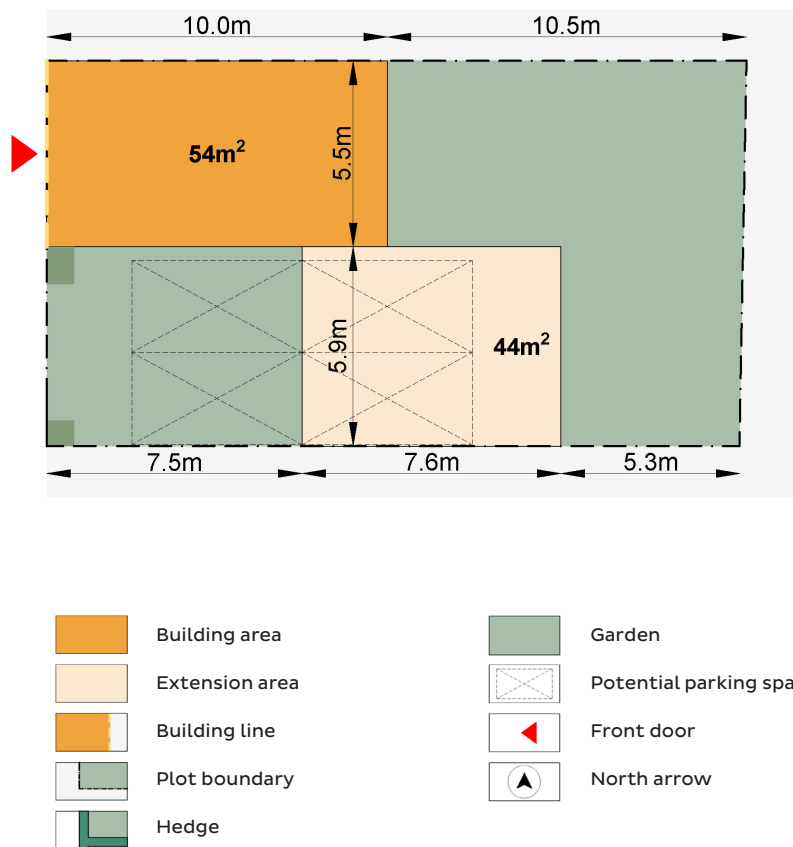 10.0m 10.5m
54m²
5.5m
5.9m
44m²
7.5m 7.6m 5.3m
Building area
Extension area
Building line
Plot boundary
Hedge
Garden
Potential parking spa
Front door
North arrow